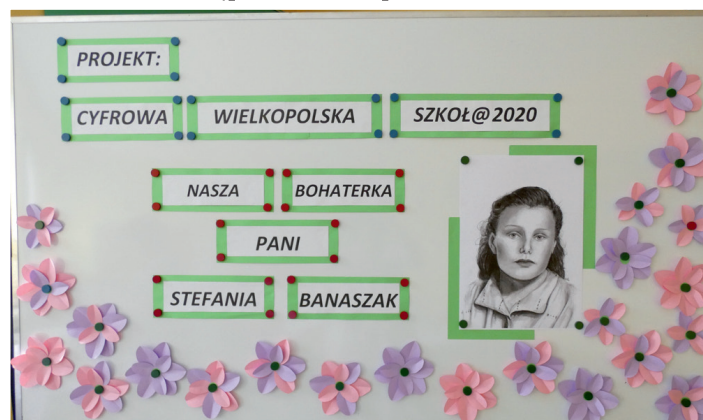 PROJEKT:
CYFROWA WIELKOPOLSKA SZKOŁ@2020
NASZA BOHATERKA
PANI
STEFANIA BANASZAK